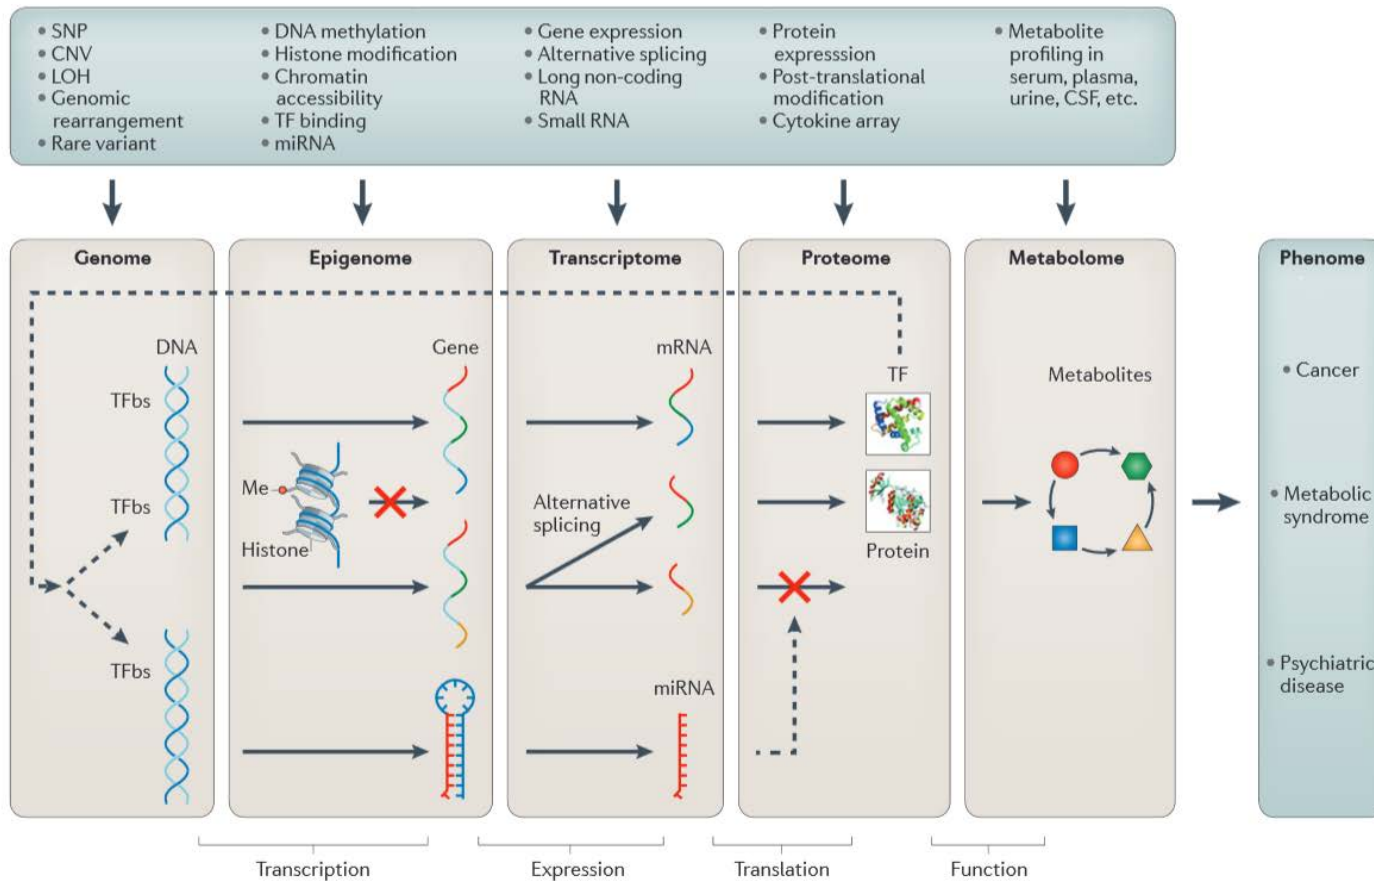 • SNP
• CNV
• LOH
• Genomic
rearrangement
• Rare variant
• DNA methylation
• Histone modification
• Chromatin
accessibility
• TF binding
• miRNA
• Gene expression
• Alternative splicing
• Long non-coding
RNA
• Small RNA
• Protein
expresssion
• Post-translational
modification
• Cytokine array
• Metabolite
profiling in
serum, plasma,
urine, CSF, etc.
Genome
Epigenome
Transcriptome
Proteome
Metabolome
Phenome
DNA
TFbs
TFbs
TFbs
Gene
Me
Histone
mRNA
Alternative
splicing
miRNA
TF
Protein
Metabolites
• Cancer
• Metabolic
syndrome
• Psychiatric
disease
Transcription
Expression
Translation
Function